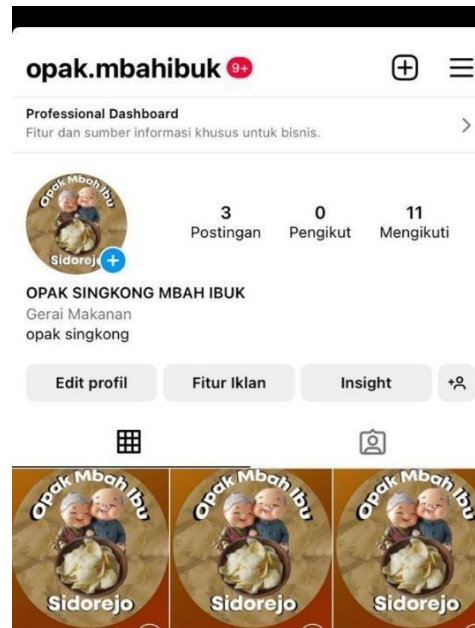 opak.mbahibuk 9+
Professional Dashboard
Fitur dan sumber informasi khusus untuk bisnis.
Opak Mbah Ibu
Sidorejo
3 0 11
Postingan Pengikut Mengikuti
OPAK SINGKONG MBAH IBUK
Gerai Makanan
opak singkong
Edit profil Fitur Iklan Insight
Opak Mbah Ibu Opak Mbah Ibu Opak Mbah Ibu
Sidorejo Sidorejo Sidorejo